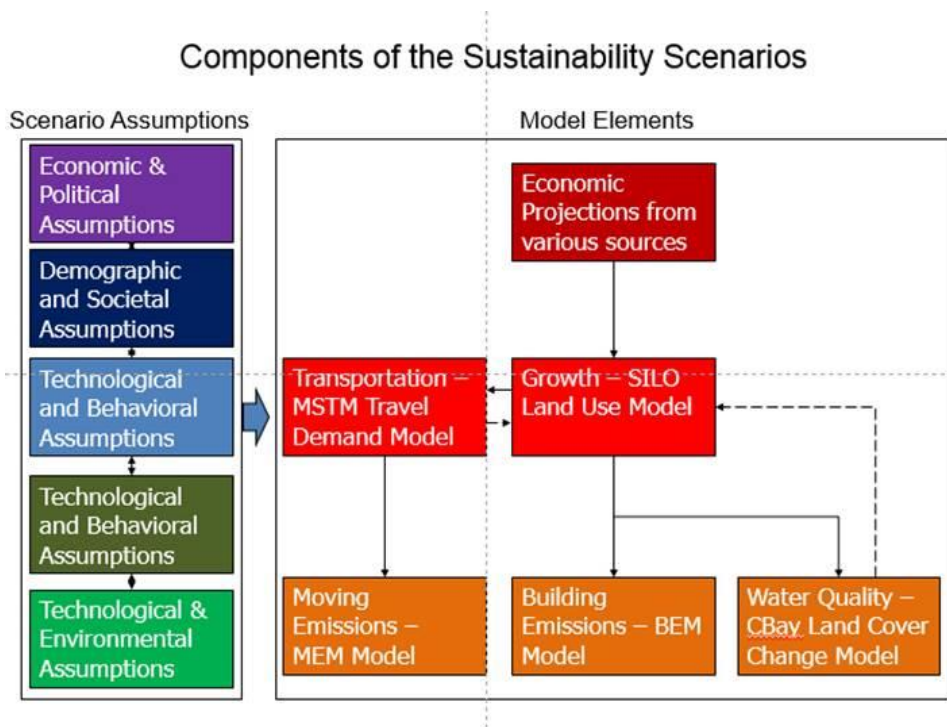 Components of the Sustainability Scenarios
Scenario Assumptions
Model Elements
Economic &
Political
Assumptions
Demographic
and Societal
Assumptions
Technological
and Behavioral
Assumptions
Technological
and Behavioral
Assumptions
Technological &
Environmental
Assumptions
Economic
Projections from
various sources
Transportation –
MSTM Travel
Demand Model
Growth – SILO
Land Use Model
Moving
Emissions –
MEM Model
Building
Emissions – BEM
Model
Water Quality –
CBay Land Cover
Change Model